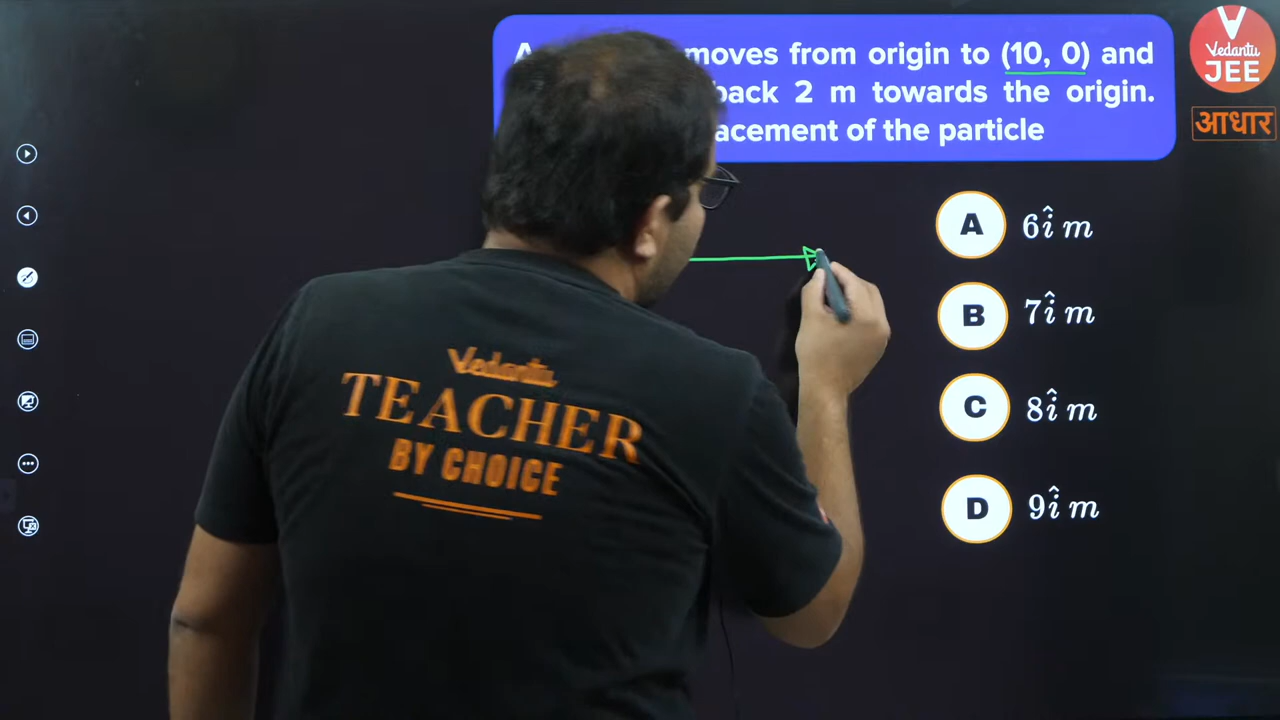 A moves from origin to (10, 0) and
back 2 m towards the origin.
acement of the particle
Vedantu
JEE
आधार
A 6î m
B 7î m
C 8î m
D 9î m
Vedantu
TEACHER
BY CHOICE